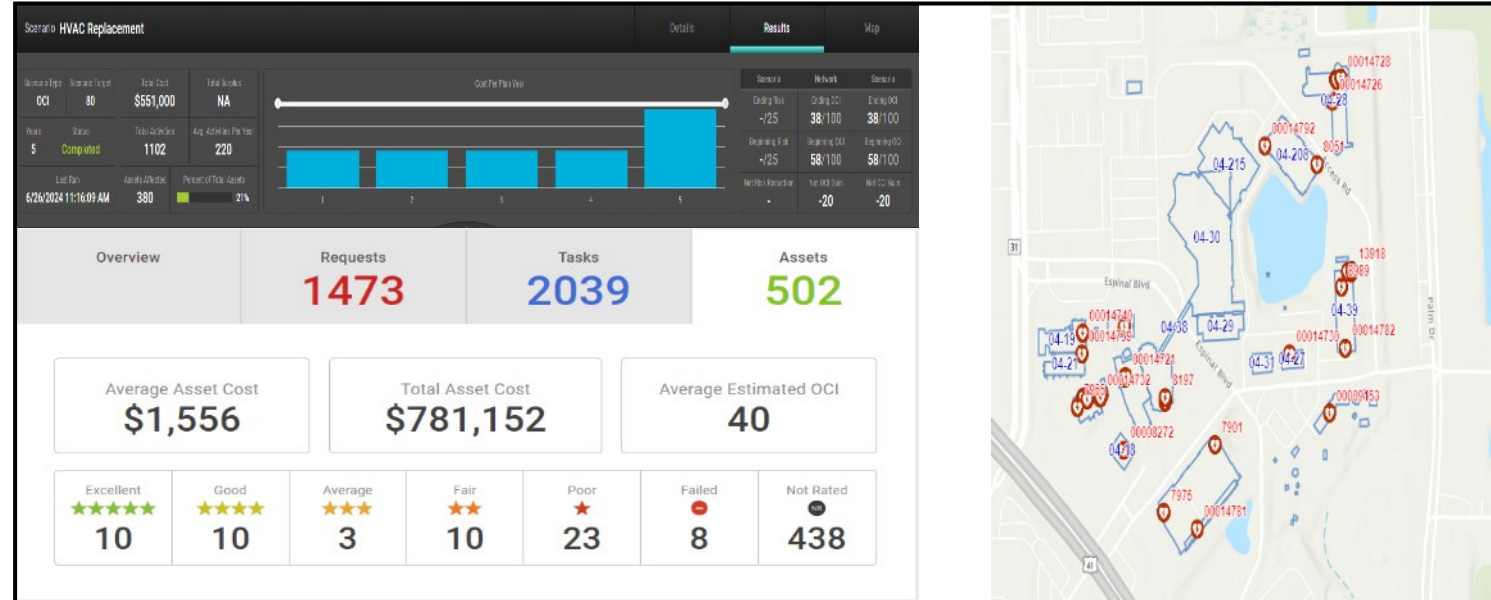 Scenario HVAC Replacement
Details
Results
Map
Scenario Type
OCI
Scenario Target
80
Total Cost
$551,000
Total Surplus
NA
Years
5
Status
Completed
Total Activities
1102
Avg. Activities Per Year
220
Last Ran
6/26/2024 11:16:09 AM
Assets Affected
380
Percent of Total Assets
21%
Cost Per Plan Year
1 2 3 4 5
Scenario Network Scenario
Ending Risk Ending OCI Ending OCI
-/25 38/100 38/100
Beginning Risk Beginning OCI Beginning OCI
-/25 58/100 58/100
Net Risk Reduction Net OCI Gain Net OCI Gain
- -20 -20
Overview
Requests
1473
Tasks
2039
Assets
502
Average Asset Cost
$1,556
Total Asset Cost
$781,152
Average Estimated OCI
40
Excellent
10
Good
10
Average
3
Fair
10
Poor
23
Failed
8
Not Rated
NR
438
00014728
00014726
04-28
00014792
8051
04-208
04-215
04-30
31
13918
8989
Espinal Blvd
04-39
Palm Dr
04-19
04-38
04-29
00014730
00014782
04-21
00014721
04-31
04-27
00014732
8197
Espinal Blvd
00009453
00008272
04-18
7901
7975
00014781
41